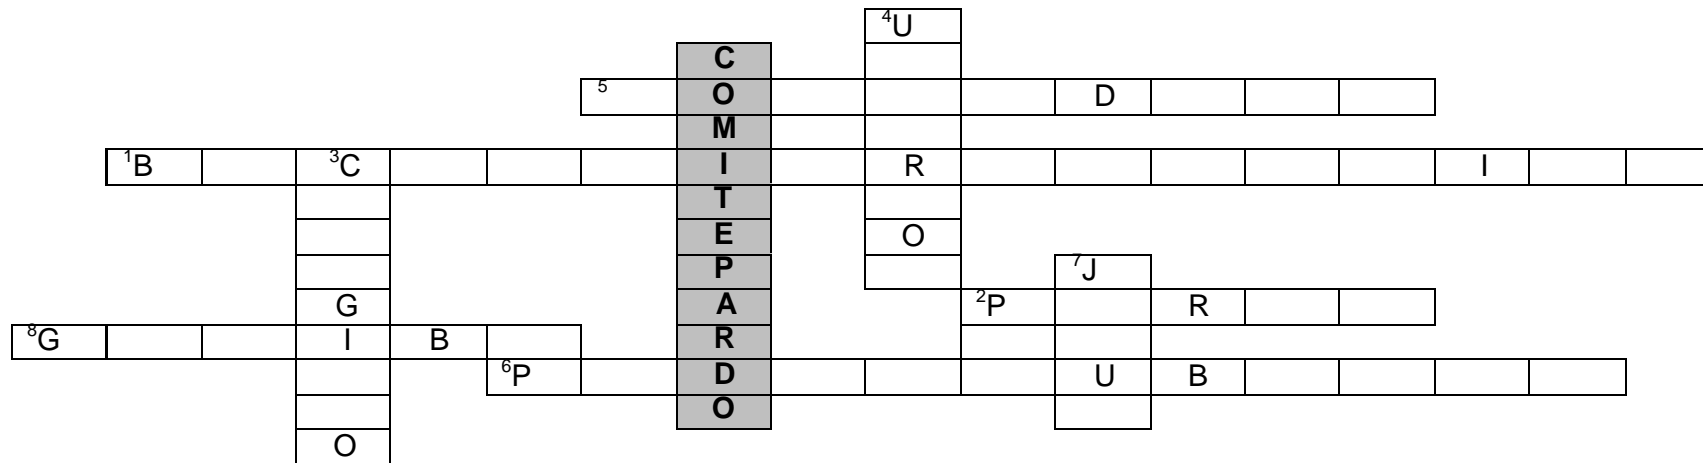 4U
C
5 O D
M
1B 3C I R I
T
E O
P 7J
G A 2P R
8G I B R
6P D U B
O
O